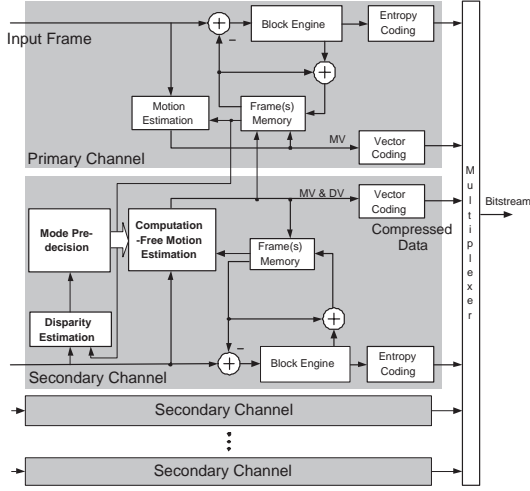 Input Frame
Block Engine
Entropy
Coding
Motion
Estimation
Frame(s)
Memory
MV
Vector
Coding
Primary Channel
Multiplexer
Bitstream
MV & DV
Vector
Coding
Compressed
Data
Mode Pre-
decision
Computation
-Free Motion
Estimation
Frame(s)
Memory
Disparity
Estimation
Secondary Channel
Block Engine
Entropy
Coding
Secondary Channel
Secondary Channel